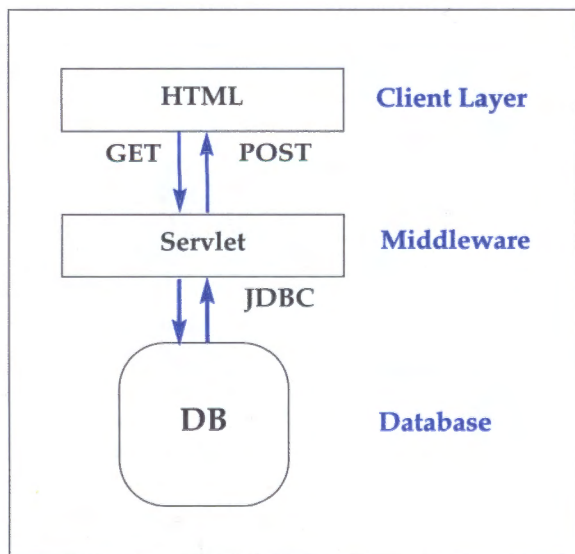 HTML
Client Layer
GET
POST
Servlet
Middleware
JDBC
DB
Database